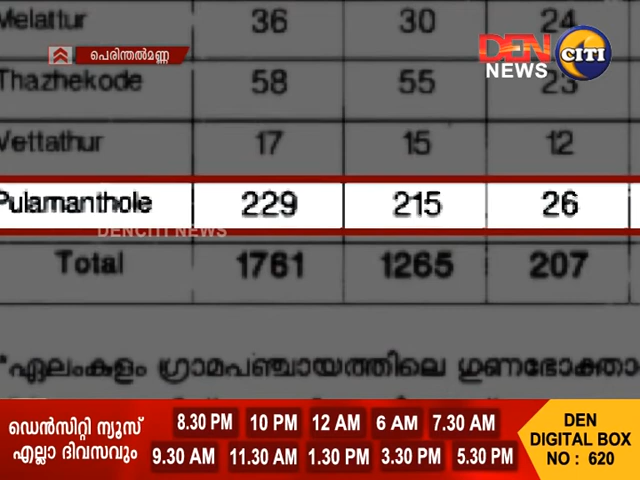 Melattur 36 30 24
പെരിന്തൽമണ്ണ
DEN
NEWS
CITI
Thazhekode 58 55 23
Vettathur 17 15 12
Pulamanthole 229 215 26
DENCITI NEWS
Total 1761 1265 207
*ഏലംകുളം ഗ്രാമപഞ്ചായത്തിലെ ഗുണഭോക്താ
ഡെൻസിറ്റി ന്യൂസ്
എല്ലാ ദിവസവും
8.30 PM 10 PM 12 AM 6 AM 7.30 AM
9.30 AM 11.30 AM 1.30 PM 3.30 PM 5.30 PM
DEN
DIGITAL BOX
NO : 620